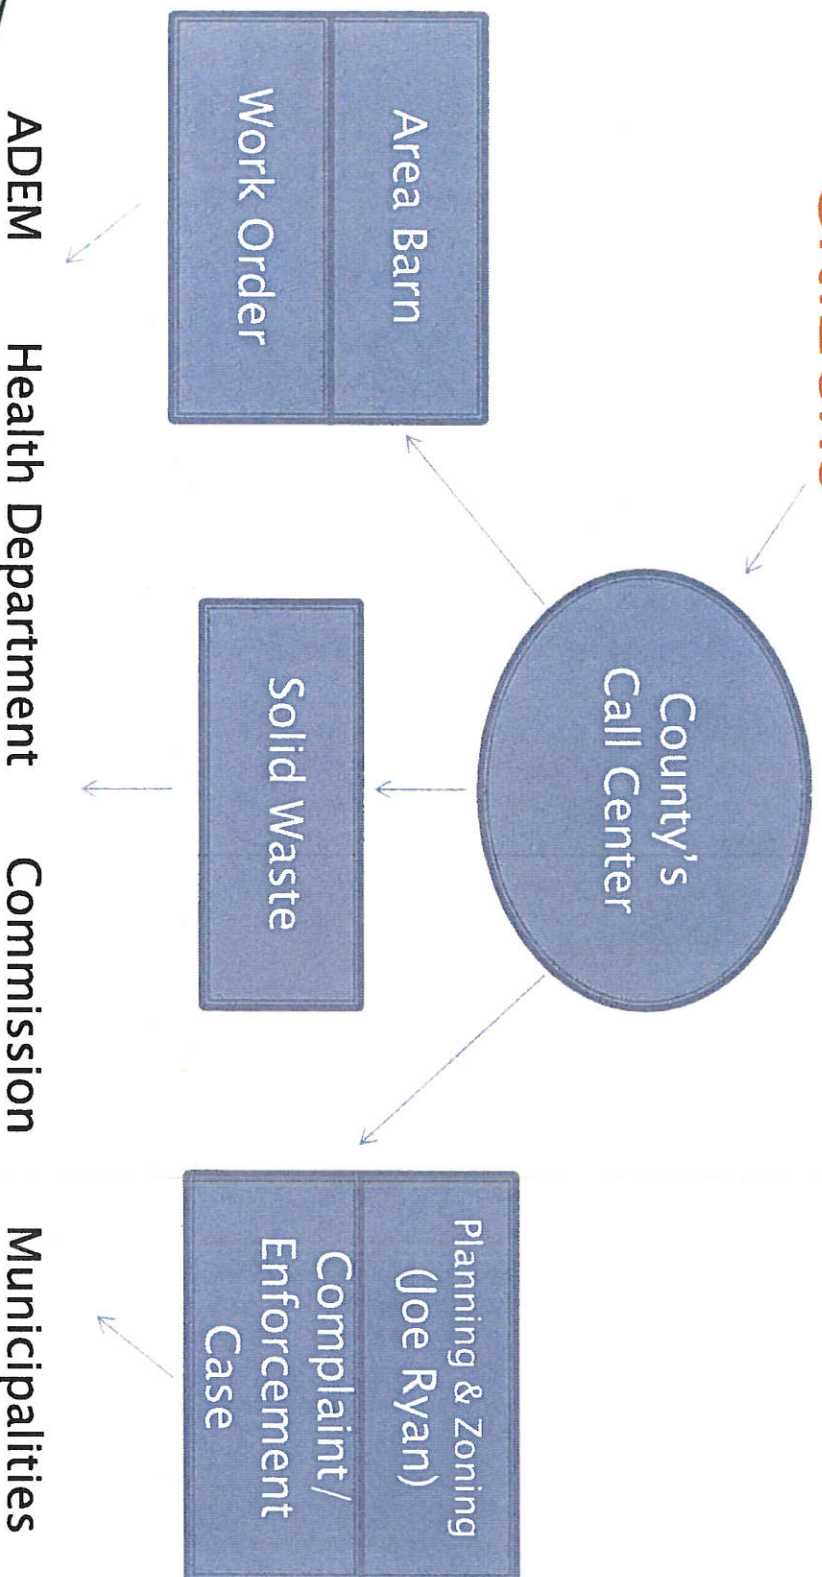 County's
Call Center
Area Barn
Work Order
Solid Waste
Planning & Zoning
(Joe Ryan)
Complaint/
Enforcement
Case
ADEM Health Department Commission Municipalities